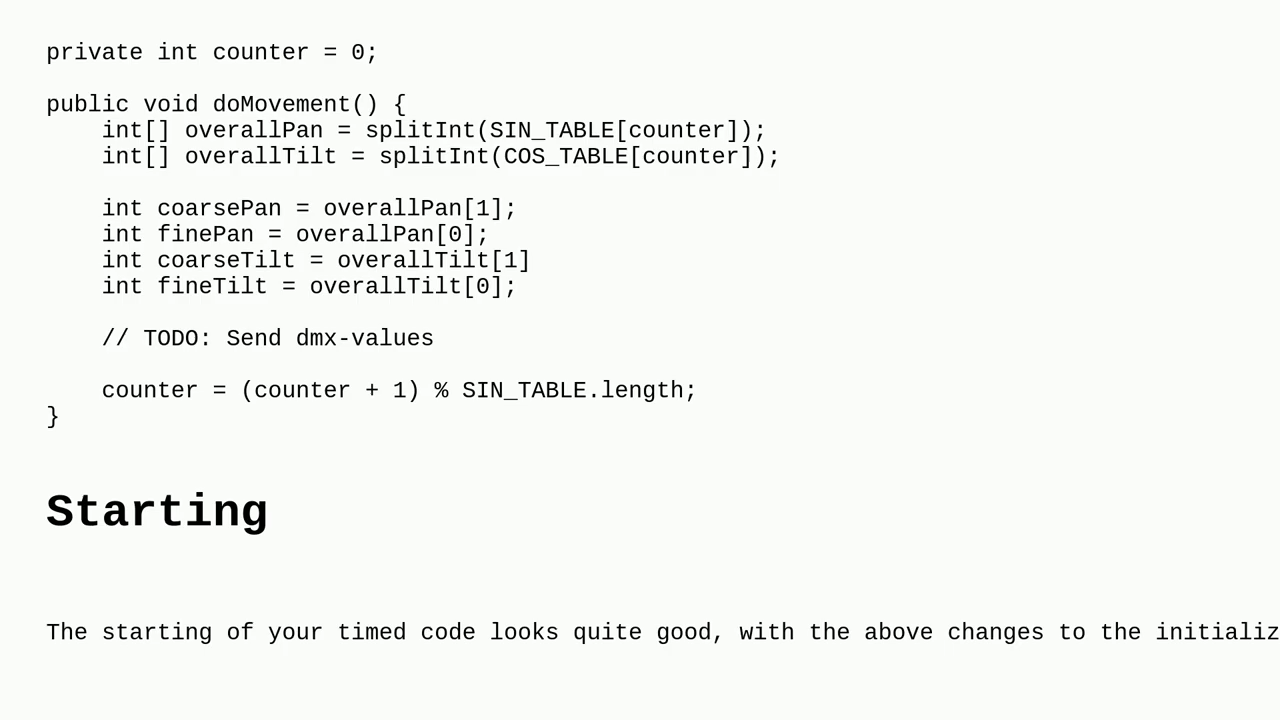 private int counter = 0;
public void doMovement() {
    int[] overallPan = splitInt(SIN_TABLE[counter]);
    int[] overallTilt = splitInt(COS_TABLE[counter]);
    int coarsePan = overallPan[1];
    int finePan = overallPan[0];
    int coarseTilt = overallTilt[1]
    int fineTilt = overallTilt[0];
    // TODO: Send dmx-values
    counter = (counter + 1) % SIN_TABLE.length;
}
Starting
The starting of your timed code looks quite good, with the above changes to the initializ